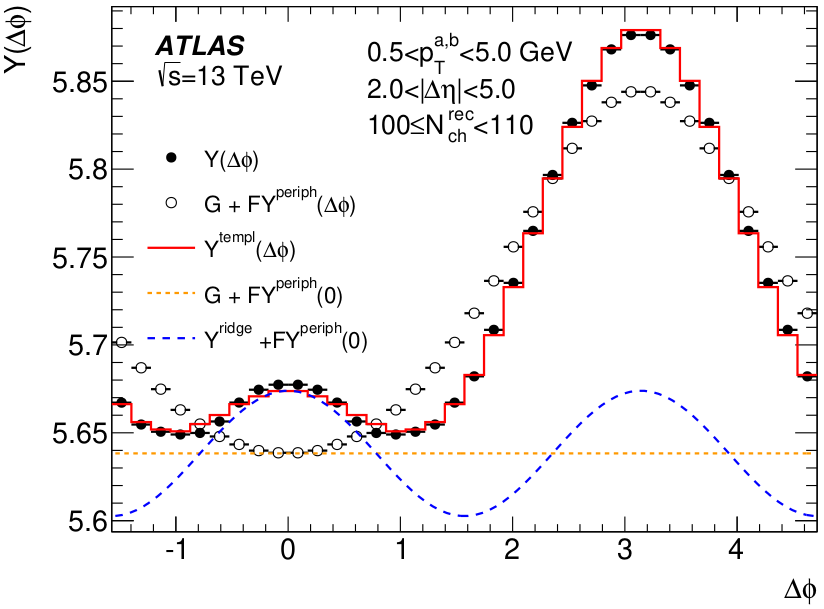 Y(Δϕ)
ATLAS
√s=13 TeV
0.5<p_T^{a,b}<5.0 GeV
2.0<|Δη|<5.0
100≤N_{ch}^{rec}<110
Y(Δϕ)
G + FY^{periph}(Δϕ)
Y^{templ}(Δϕ)
G + FY^{periph}(0)
Y^{ridge} +FY^{periph}(0)
5.85
5.8
5.75
5.7
5.65
5.6
-1 0 1 2 3 4
Δϕ